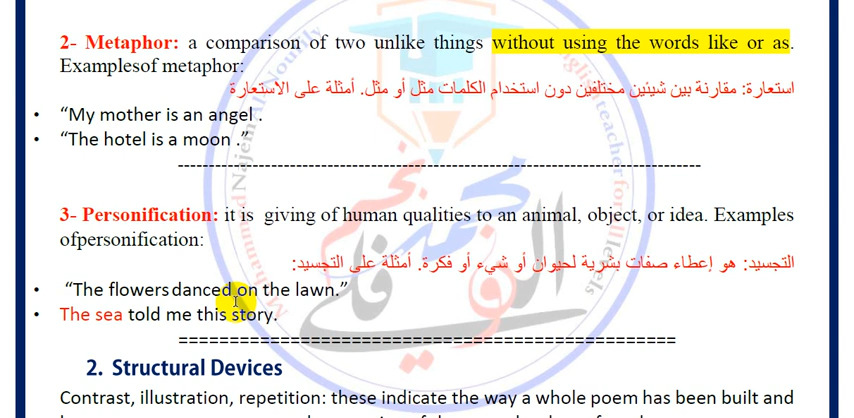 2- Metaphor: a comparison of two unlike things without using the words like or as.
Examplesof metaphor:
استعارة: مقارنة بين شيئين مختلفين دون استخدام الكلمات مثل أو مثل. أمثلة على الاستعارة
• “My mother is an angel .
• “The hotel is a moon .”
3- Personification: it is giving of human qualities to an animal, object, or idea. Examples
ofpersonification:
التجسيد: هو إعطاء صفات بشرية لحيوان أو شيء أو فكرة. أمثلة على التجسيد:
• “The flowers danced on the lawn.”
• The sea told me this story.
2. Structural Devices
Contrast, illustration, repetition: these indicate the way a whole poem has been built and